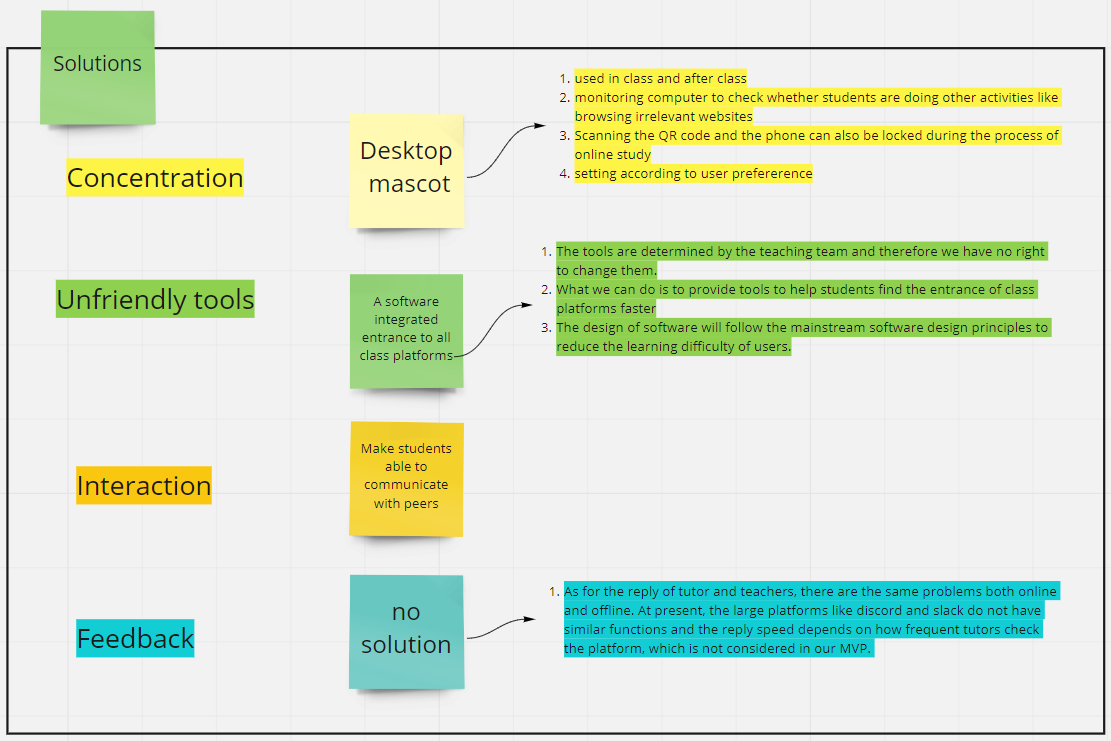 Solutions
Concentration
Desktop
mascot
1. used in class and after class
2. monitoring computer to check whether students are doing other activities like
browsing irrelevant websites
3. Scanning the QR code and the phone can also be locked during the process of
online study
4. setting according to user prefererence
Unfriendly tools
A software
integrated
entrance to all
class platforms
1. The tools are determined by the teaching team and therefore we have no right
to change them.
2. What we can do is to provide tools to help students find the entrance of class
platforms faster
3. The design of software will follow the mainstream software design principles to
reduce the learning difficulty of users.
Interaction
Make students
able to
communicate
with peers
Feedback
no
solution
1. As for the reply of tutor and teachers, there are the same problems both online
and offline. At present, the large platforms like discord and slack do not have
similar functions and the reply speed depends on how frequent tutors check
the platform, which is not considered in our MVP.